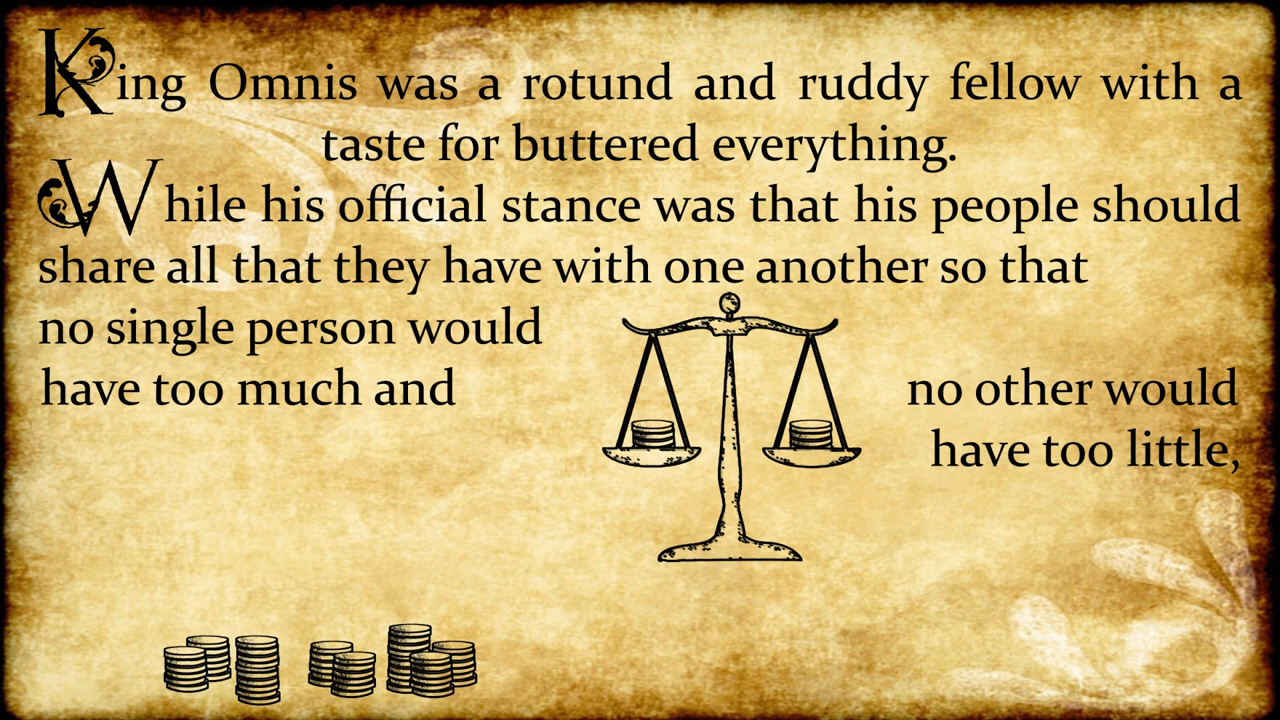 King Omnis was a rotund and ruddy fellow with a
taste for buttered everything.
While his official stance was that his people should
share all that they have with one another so that
no single person would
have too much and no other would
have too little,